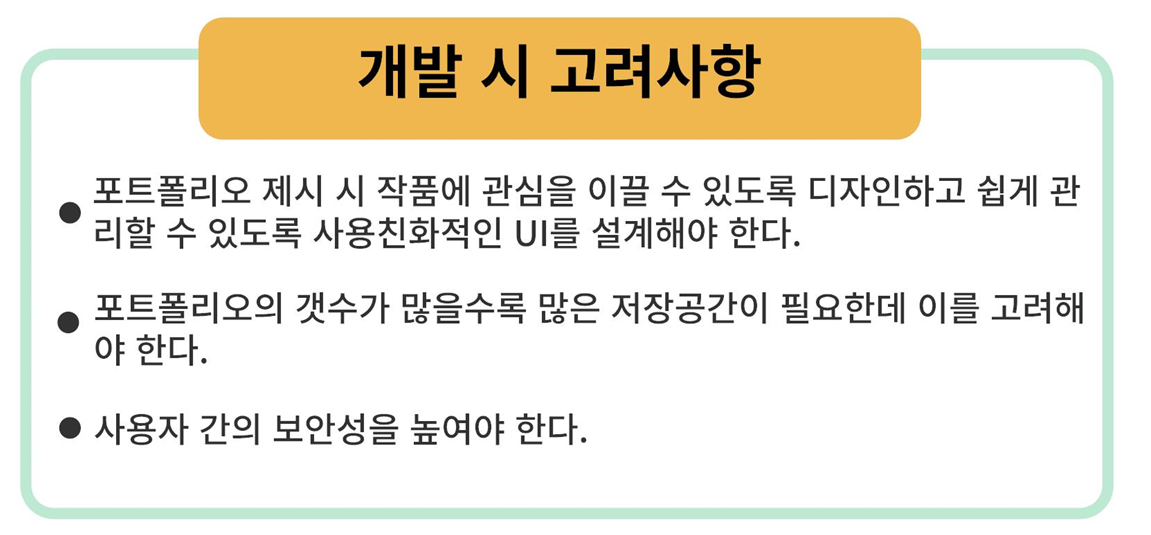 개발 시 고려사항
포트폴리오 제시 시 작품에 관심을 이끌 수 있도록 디자인하고 쉽게 관
리할 수 있도록 사용친화적인 UI를 설계해야 한다.
포트폴리오의 갯수가 많을수록 많은 저장공간이 필요한데 이를 고려해
야 한다.
사용자 간의 보안성을 높여야 한다.